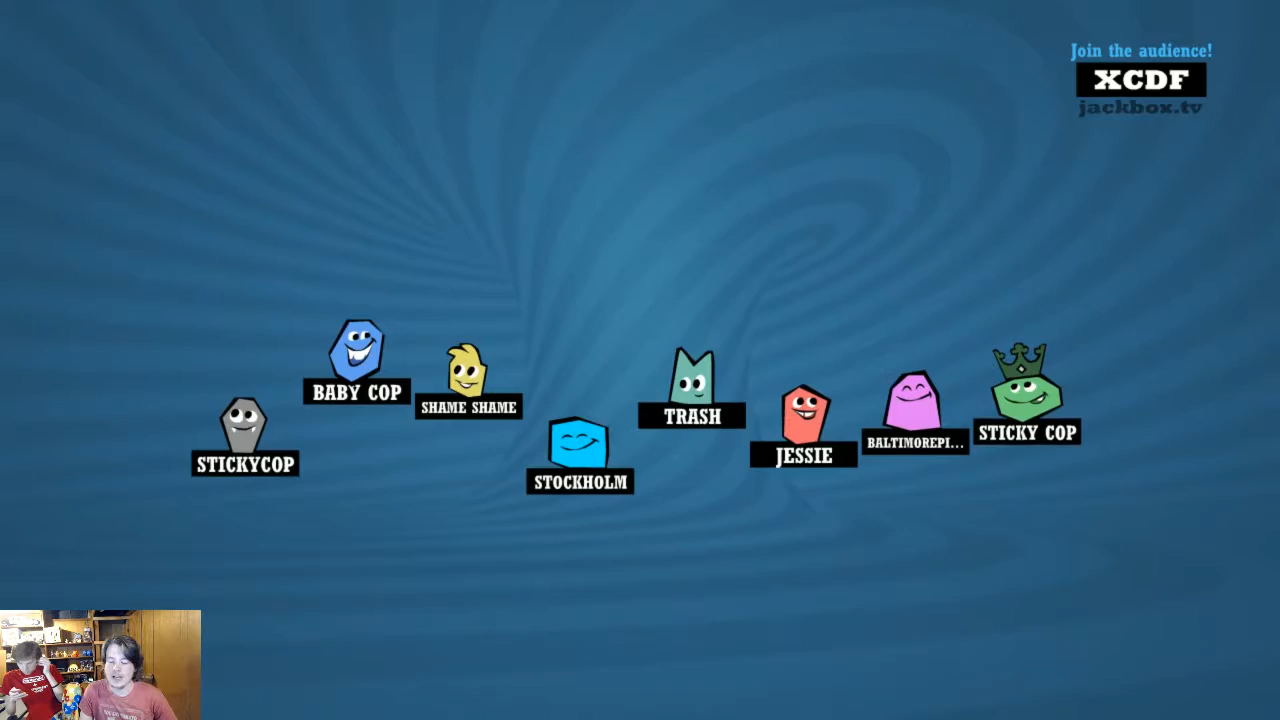 Join the audience!
XCDF
jackbox.tv
BABY COP
SHAME SHAME
TRASH
STICKY COP
BALTIMOREPI...
JESSIE
STICKYCOP
STOCKHOLM